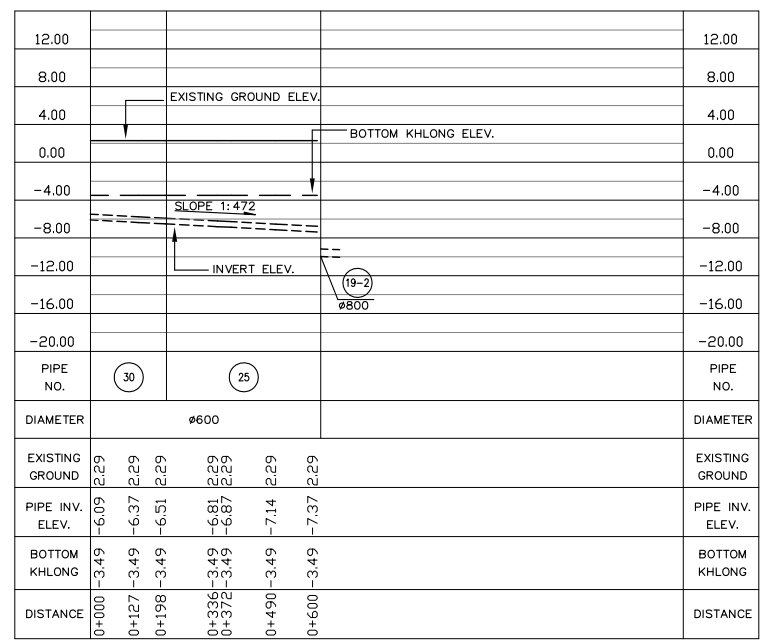 12.00 12.00
8.00 8.00
EXISTING GROUND ELEV.
4.00 4.00
BOTTOM KHLONG ELEV.
0.00 0.00
-4.00 -4.00
SLOPE 1:472
-8.00 -8.00
-12.00 INVERT ELEV. -12.00
19-2
-16.00 ø800 -16.00
-20.00 -20.00
PIPE NO. 30 25 PIPE NO.
DIAMETER ø600 DIAMETER
EXISTING GROUND 2.29 2.29 2.29 2.29 2.29 2.29 2.29 EXISTING GROUND
PIPE INV. ELEV. -6.09 -6.37 -6.51 -6.81 -6.87 -7.14 -7.37 PIPE INV. ELEV.
BOTTOM KHLONG -3.49 -3.49 -3.49 -3.49 -3.49 -3.49 -3.49 BOTTOM KHLONG
DISTANCE 0+000 0+127 0+198 0+336 0+372 0+490 0+600 DISTANCE